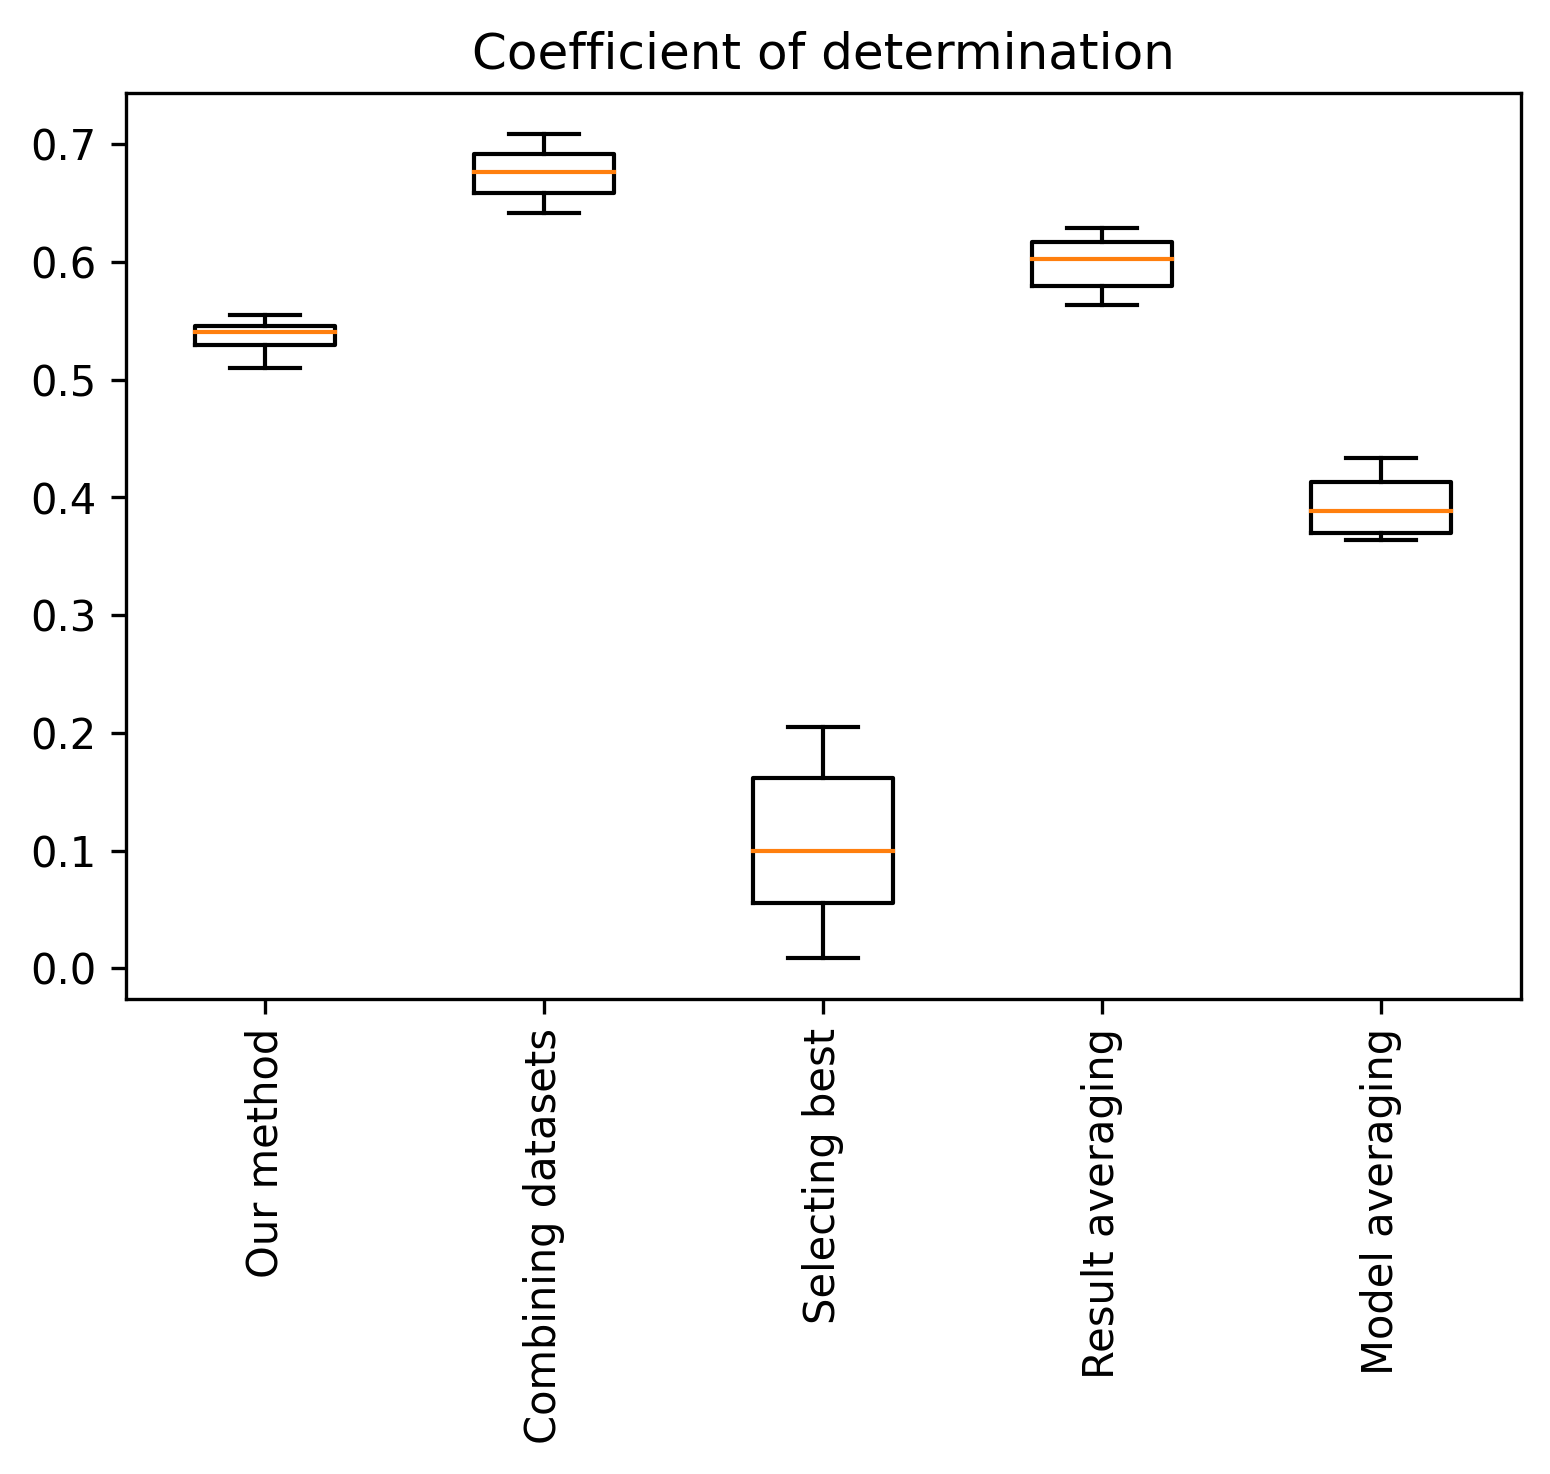 Coefficient of determination
0.7
0.6
0.5
0.4
0.3
0.2
0.1
0.0
Our method
Combining datasets
Selecting best
Result averaging
Model averaging